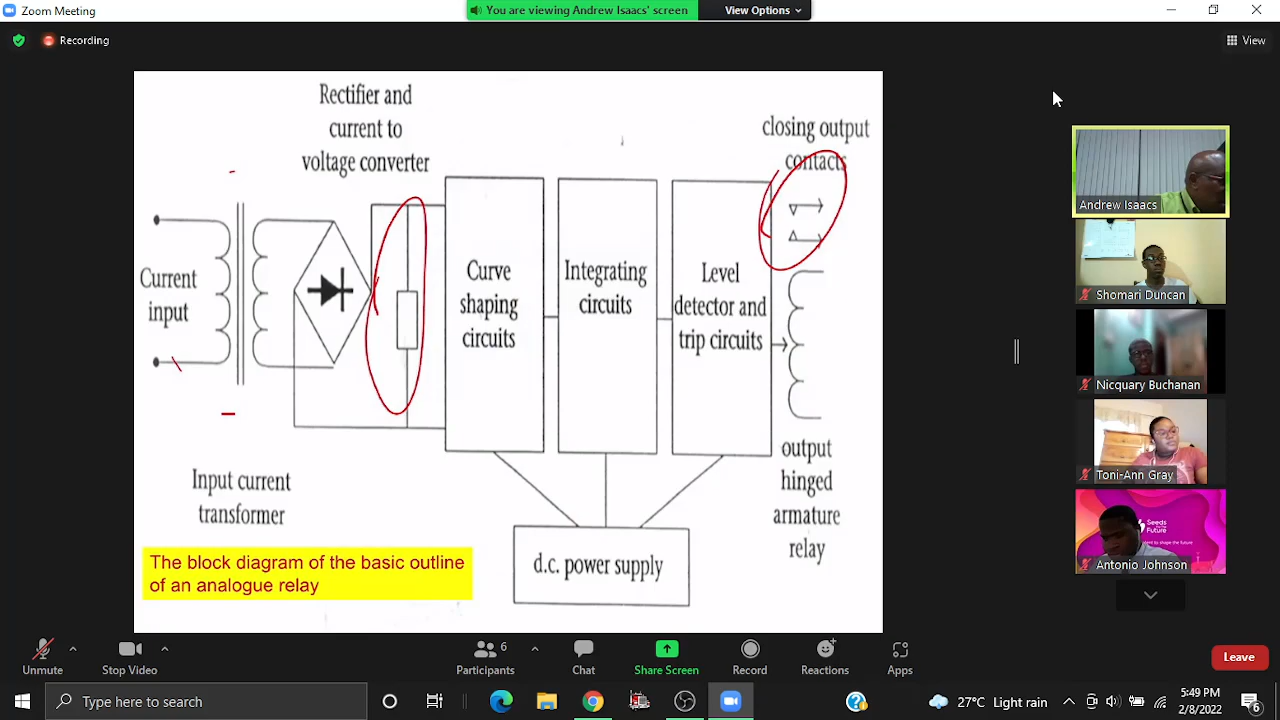 Zoom Meeting
You are viewing Andrew Isaacs' screen
View Options
Recording
View
Rectifier and
current to
voltage converter
closing output
contacts
Current
input
Curve
shaping
circuits
Integrating
circuits
Level
detector and
trip circuits
Input current
transformer
output
hinged
armature
relay
d.c. power supply
The block diagram of the basic outline
of an analogue relay
Andrew Isaacs
Shomari Duncan
Nicquary Buchanan
Toni-Ann Gray
Seeds
Future
Antonio Johnson
Unmute
Stop Video
Participants
6
Chat
Share Screen
Record
Reactions
Apps
Leave
Type here to search
27°C Light rain
5:49 PM
2/8/2022
6